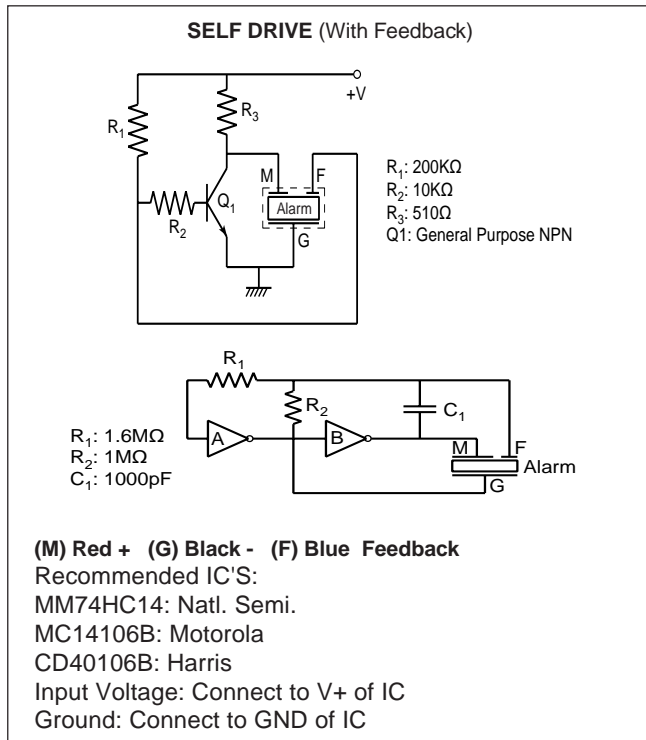 SELF DRIVE (With Feedback)
+V
R1
R3
M F
Q1
Alarm
R2
G
R1: 200KΩ
R2: 10KΩ
R3: 510Ω
Q1: General Purpose NPN
R1
R2
C1
A
B
M F
Alarm
G
R1: 1.6MΩ
R2: 1MΩ
C1: 1000pF
(M) Red + (G) Black - (F) Blue Feedback
Recommended IC'S:
MM74HC14: Natl. Semi.
MC14106B: Motorola
CD40106B: Harris
Input Voltage: Connect to V+ of IC
Ground: Connect to GND of IC